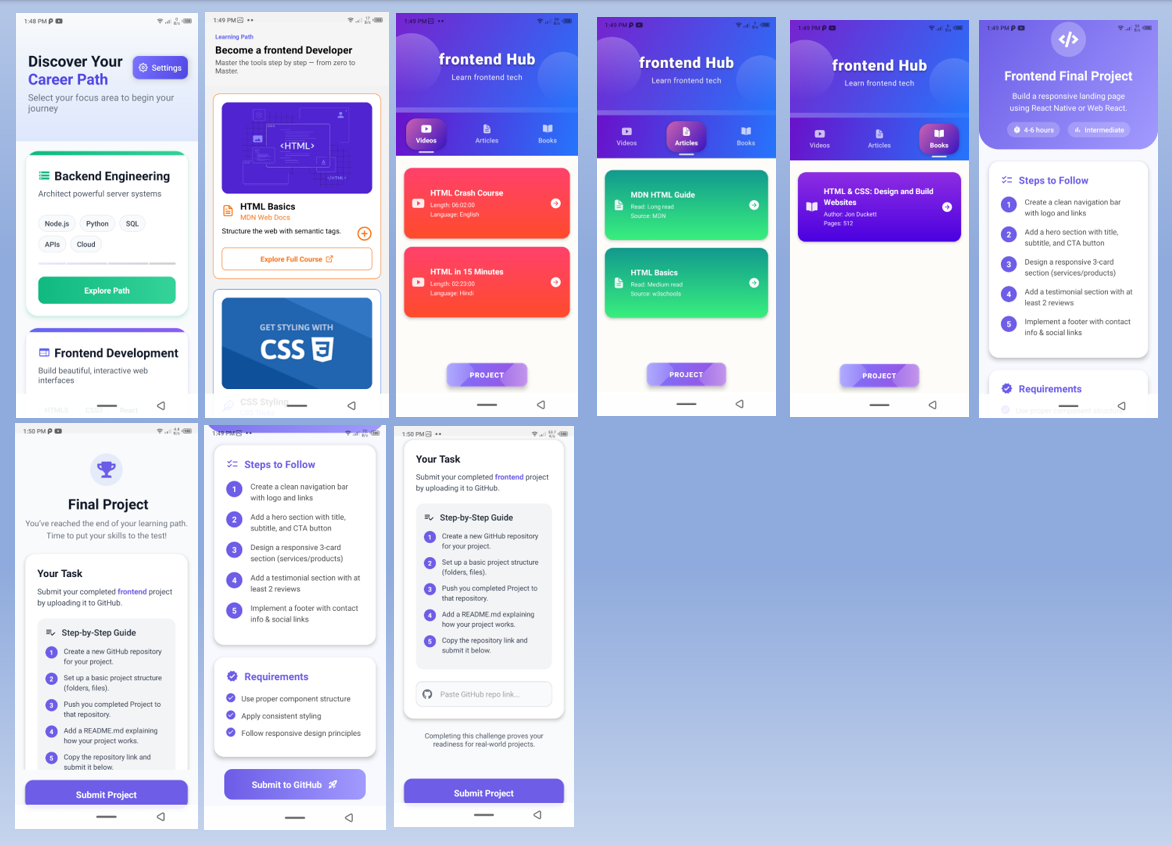 1:48 PM
Discover Your
Career Path
Settings
Select your focus area to begin your
journey
Backend Engineering
Architect powerful server systems
Node.js
Python
SQL
APIs
Cloud
Explore Path
Frontend Development
Build beautiful, interactive web
interfaces
HTML5
CSS3
React
1:49 PM
Learning Path
Become a frontend Developer
Master the tools step by step — from zero to
Master.
<HTML>
HTML Basics
MDN Web Docs
Structure the web with semantic tags.
Explore Full Course
GET STYLING WITH
CSS
CSS Styling
1:49 PM
frontend Hub
Learn frontend tech
Videos
Articles
Books
HTML Crash Course
Length: 06:02:00
Language: English
HTML in 15 Minutes
Length: 02:23:00
Language: Hindi
PROJECT
1:49 PM
frontend Hub
Learn frontend tech
Videos
Articles
Books
MDN HTML Guide
Read: Long read
Source: MDN
HTML Basics
Read: Medium read
Source: w3schools
PROJECT
1:49 PM
frontend Hub
Learn frontend tech
Videos
Articles
Books
HTML & CSS: Design and Build
Websites
Author: Jon Duckett
Pages: 512
PROJECT
1:49 PM
Frontend Final Project
Build a responsive landing page
using React Native or Web React.
4-6 hours
Intermediate
Steps to Follow
1 Create a clean navigation bar
with logo and links
2 Add a hero section with title,
subtitle, and CTA button
3 Design a responsive 3-card
section (services/products)
4 Add a testimonial section with at
least 2 reviews
5 Implement a footer with contact
info & social links
Requirements
Use proper component structure
1:50 PM
Final Project
You've reached the end of your learning path.
Time to put your skills to the test!
Your Task
Submit your completed frontend project
by uploading it to GitHub.
Step-by-Step Guide
1 Create a new GitHub repository
for your project.
2 Set up a basic project structure
(folders, files).
3 Push you completed Project to
that repository.
4 Add a README.md explaining
how your project works.
5 Copy the repository link and
submit it below.
Submit Project
1:49 PM
Steps to Follow
1 Create a clean navigation bar
with logo and links
2 Add a hero section with title,
subtitle, and CTA button
3 Design a responsive 3-card
section (services/products)
4 Add a testimonial section with at
least 2 reviews
5 Implement a footer with contact
info & social links
Requirements
Use proper component structure
Apply consistent styling
Follow responsive design principles
Submit to GitHub
1:50 PM
Your Task
Submit your completed frontend project
by uploading it to GitHub.
Step-by-Step Guide
1 Create a new GitHub repository
for your project.
2 Set up a basic project structure
(folders, files).
3 Push you completed Project to
that repository.
4 Add a README.md explaining
how your project works.
5 Copy the repository link and
submit it below.
Paste GitHub repo link...
Completing this challenge proves your
readiness for real-world projects.
Submit Project